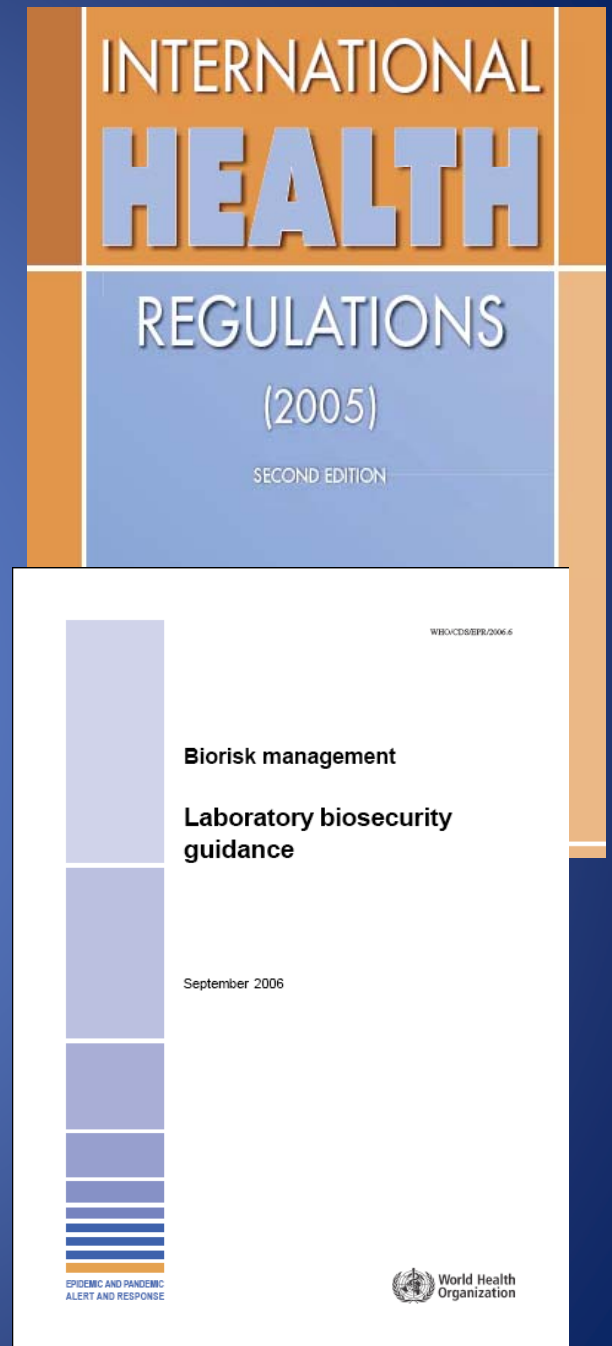 INTERNATIONAL
HEALTH
REGULATIONS
(2005)
SECOND EDITION
WHO/CDS/EPR/2006.6
Biorisk management
Laboratory biosecurity
guidance
September 2006
EPIDEMIC AND PANDEMIC
ALERT AND RESPONSE
World Health
Organization